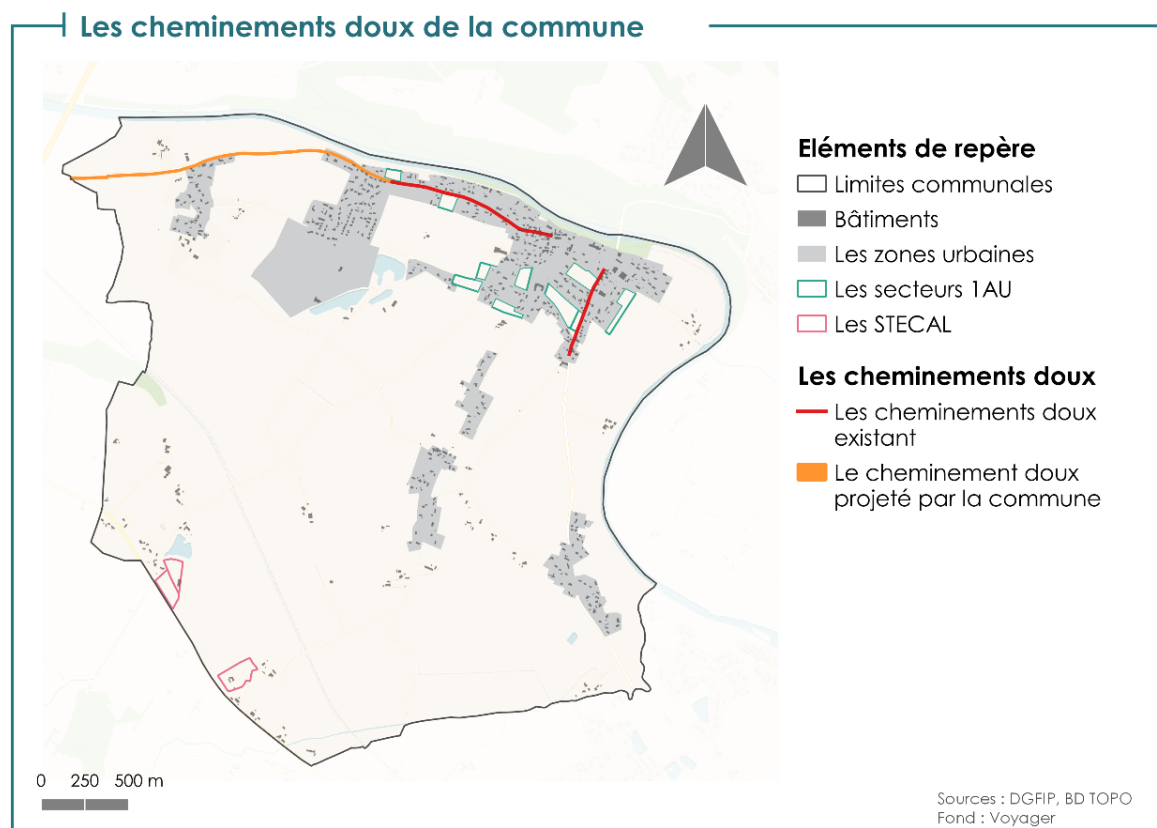 Les cheminements doux de la commune
Eléments de repère
Limites communales
Bâtiments
Les zones urbaines
Les secteurs 1AU
Les STECAL
Les cheminements doux
Les cheminements doux
existant
Le cheminement doux
projeté par la commune
0 250 500 m
Sources : DGFIP, BD TOPO
Fond : Voyager